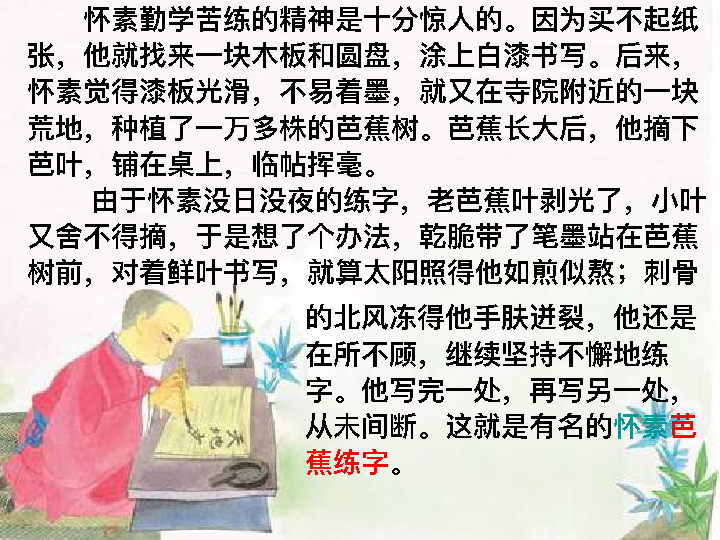 怀素勤学苦练的精神是十分惊人的。因为买不起纸
张，他就找来一块木板和圆盘，涂上白漆书写。后来，
怀素觉得漆板光滑，不易着墨，就又在寺院附近的一块
荒地，种植了一万多株的芭蕉树。芭蕉长大后，他摘下
芭叶，铺在桌上，临帖挥毫。
由于怀素没日没夜的练字，老芭蕉叶剥光了，小叶
又舍不得摘，于是想了个办法，乾脆带了笔墨站在芭蕉
树前，对着鲜叶书写，就算太阳照得他如煎似熬；刺骨
的北风冻得他手肤迸裂，他还是
在所不顾，继续坚持不懈地练
字。他写完一处，再写另一处，
从未间断。这就是有名的怀素芭
蕉练字。
天地